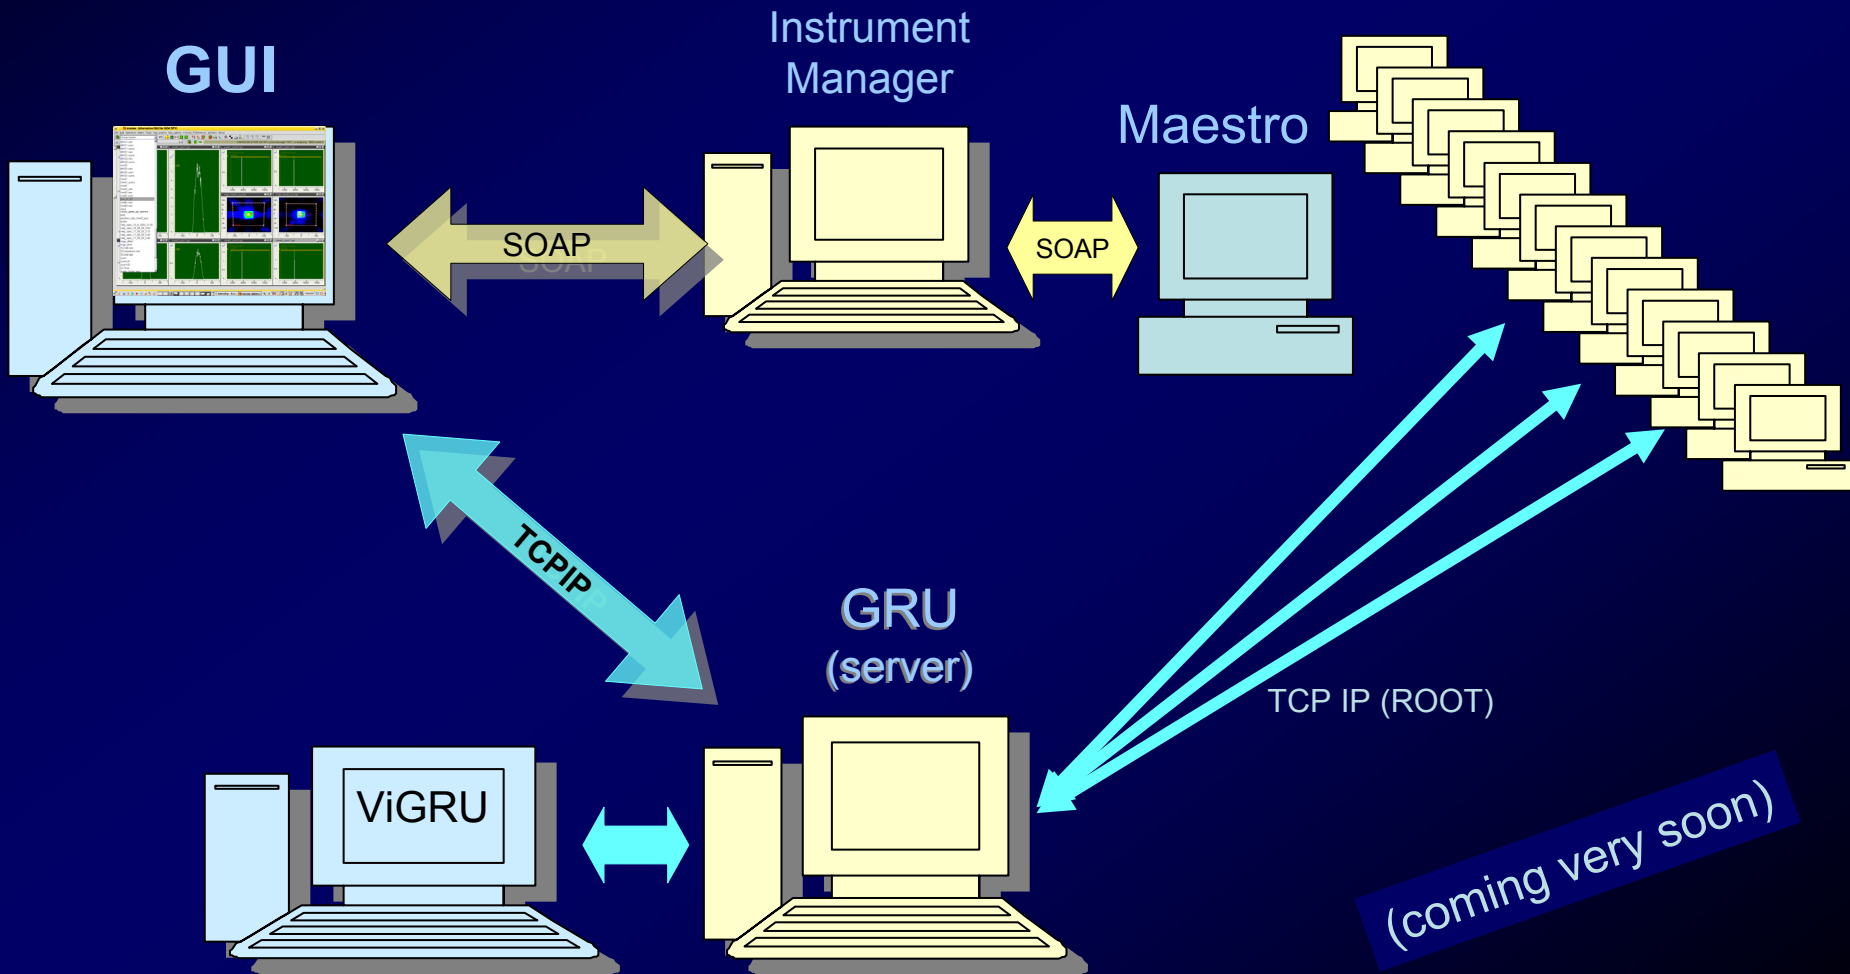 GUI
Instrument
Manager
Maestro
SOAP
SOAP
TCPIP
GRU
(server)
TCP IP (ROOT)
ViGRU
(coming very soon)